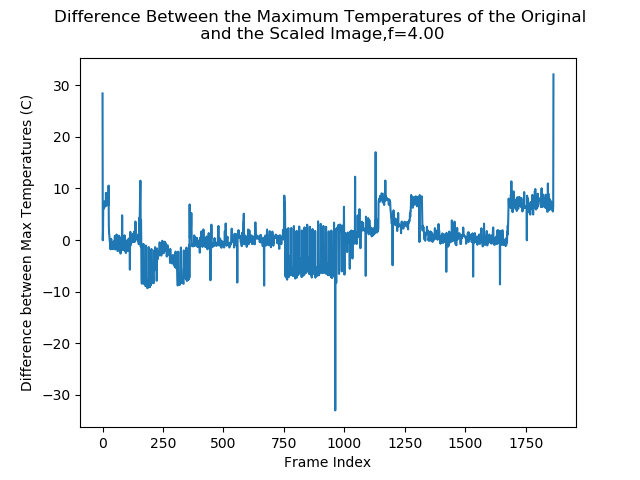 Difference Between the Maximum Temperatures of the Original
and the Scaled Image,f=4.00
Difference between Max Temperatures (C)
30
20
10
0
−10
−20
−30
0 250 500 750 1000 1250 1500 1750
Frame Index